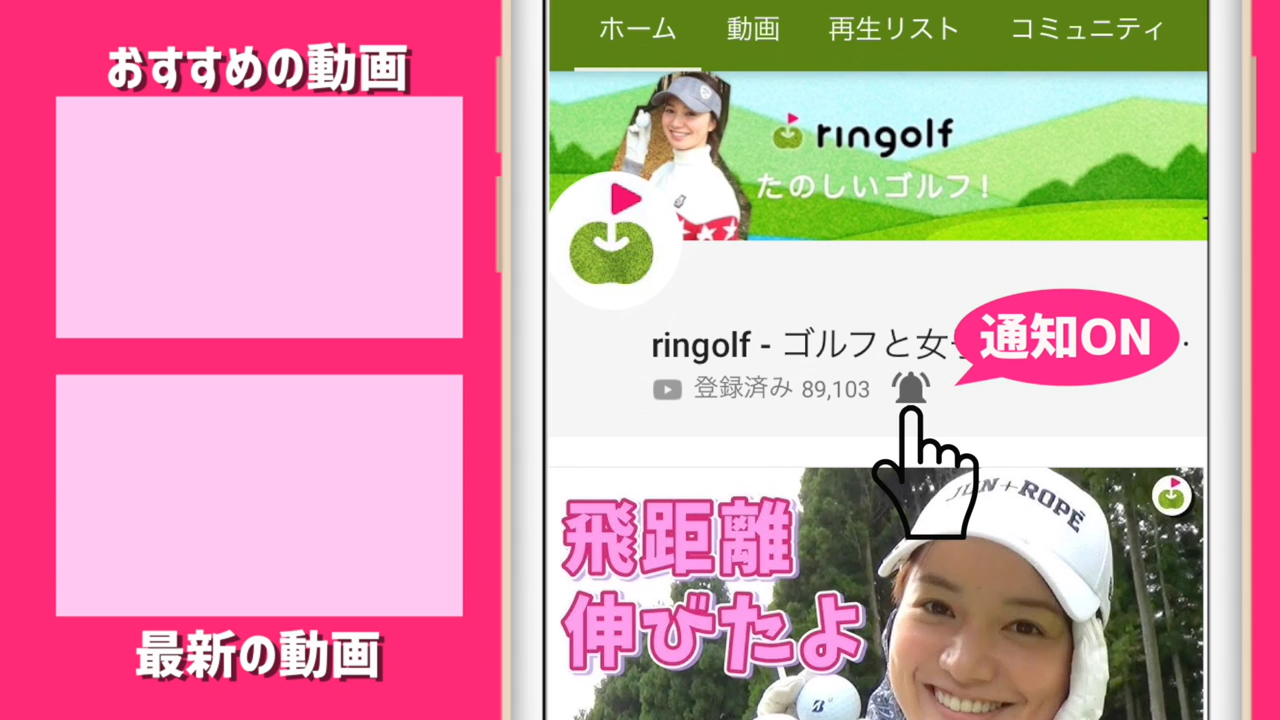 おすすめの動画
最新の動画
ホーム 動画 再生リスト コミュニティ
ringolf
たのしいゴルフ！
ringolf - ゴルフと女
通知ON
登録済み 89,103
飛距離
伸びたよ
JUN+ROPÉ
B